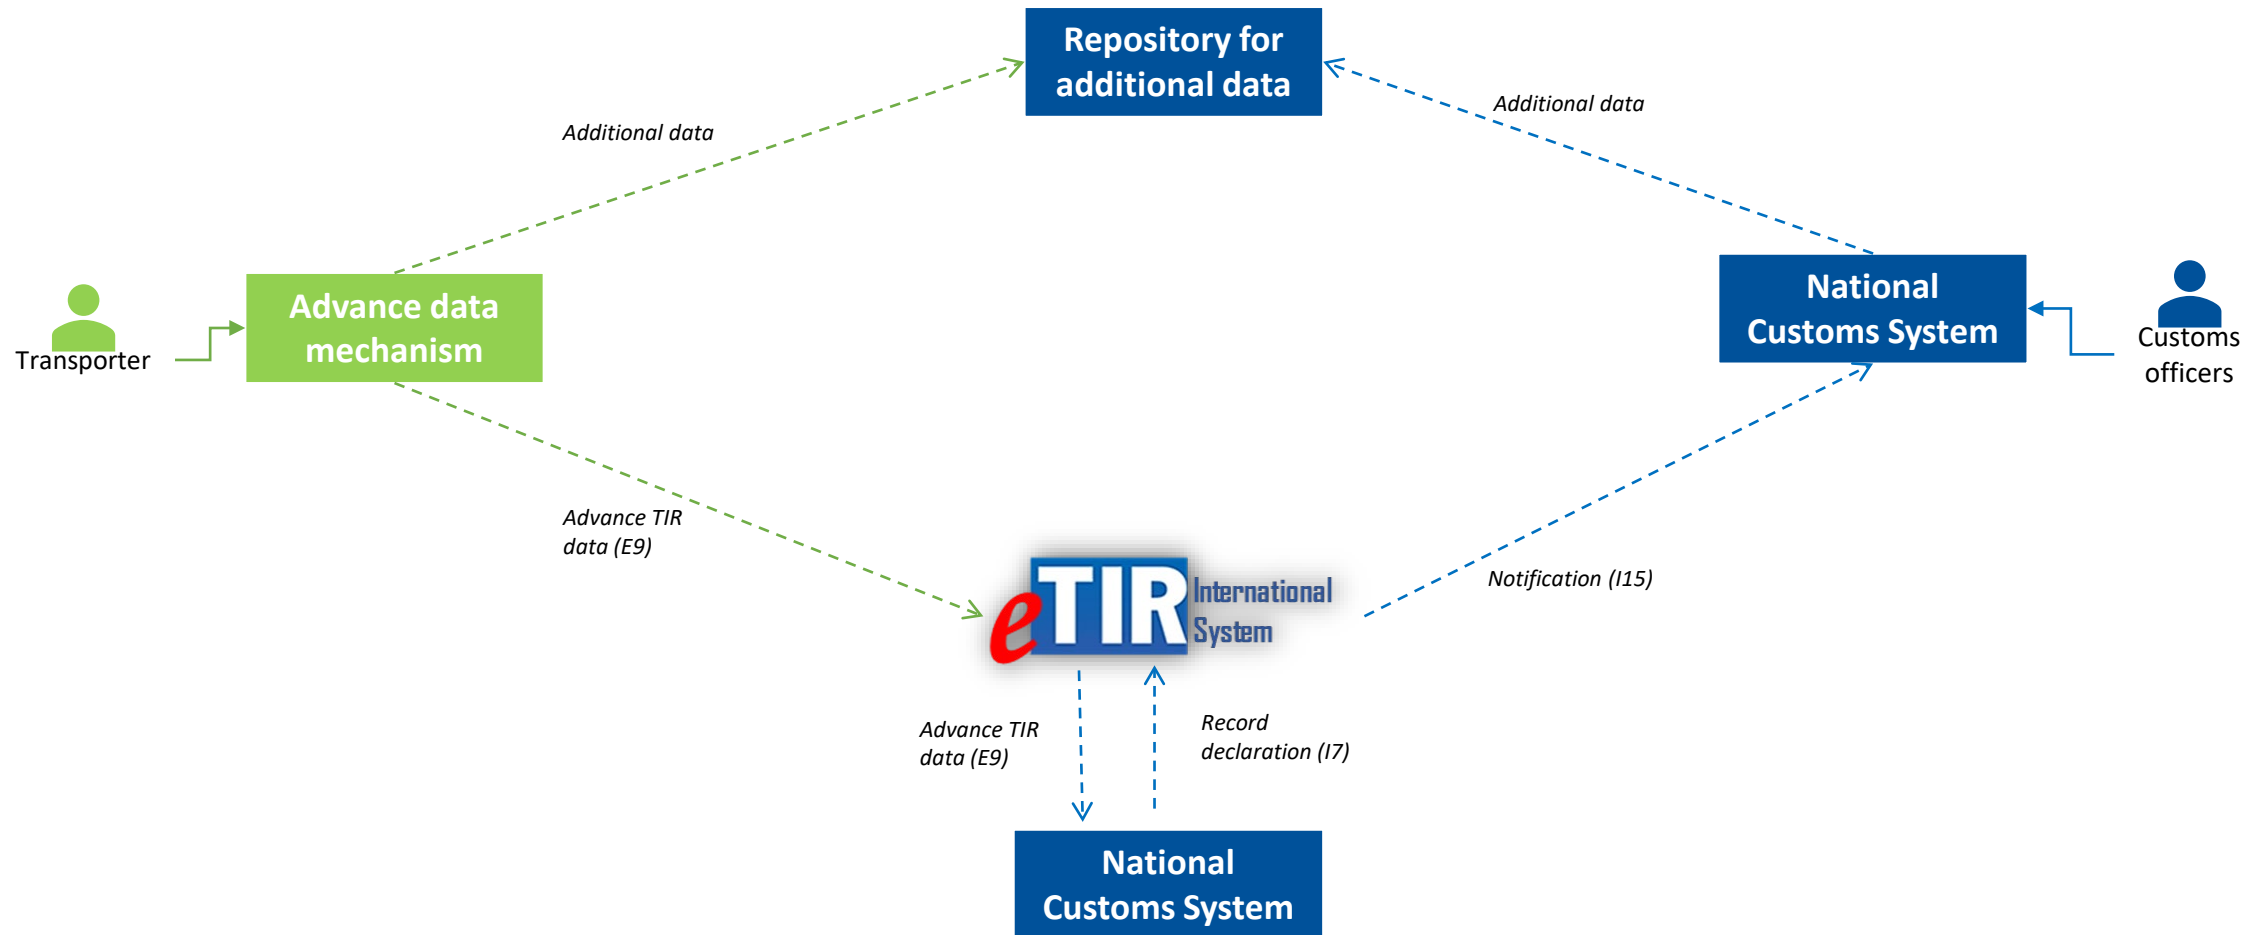 Repository for
additional data
Additional data
Additional data
Advance data
mechanism
National
Customs System
Transporter
Customs
officers
Advance TIR
data (E9)
eTIR International
System
Notification (I15)
Advance TIR
data (E9)
Record
declaration (I7)
National
Customs System